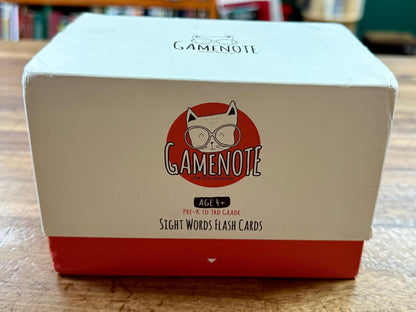 GAMENOTE
GAMENOTE
AGE 4+
PRE-K TO 3RD GRADE
SIGHT WORDS FLASH CARDS